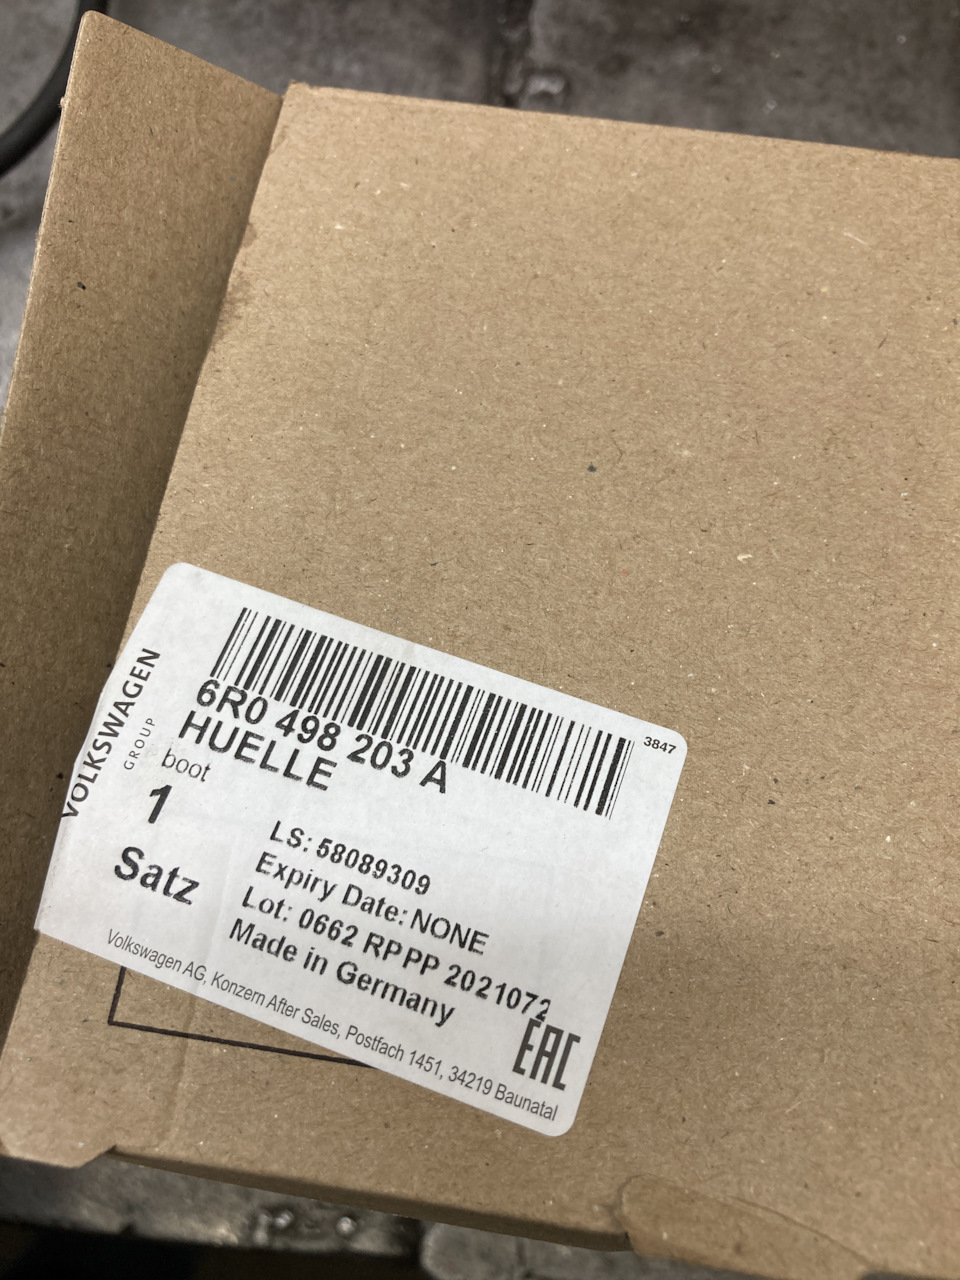 3847
6R0 498 203 A
HUELLE
boot
1
Satz
VOLKSWAGEN
GROUP
LS: 58089309
Expiry Date: NONE
Lot: 0662 RPPP 2021072
Made in Germany
EAC
Volkswagen AG, Konzern After Sales, Postfach 1451, 34219 Baunatal